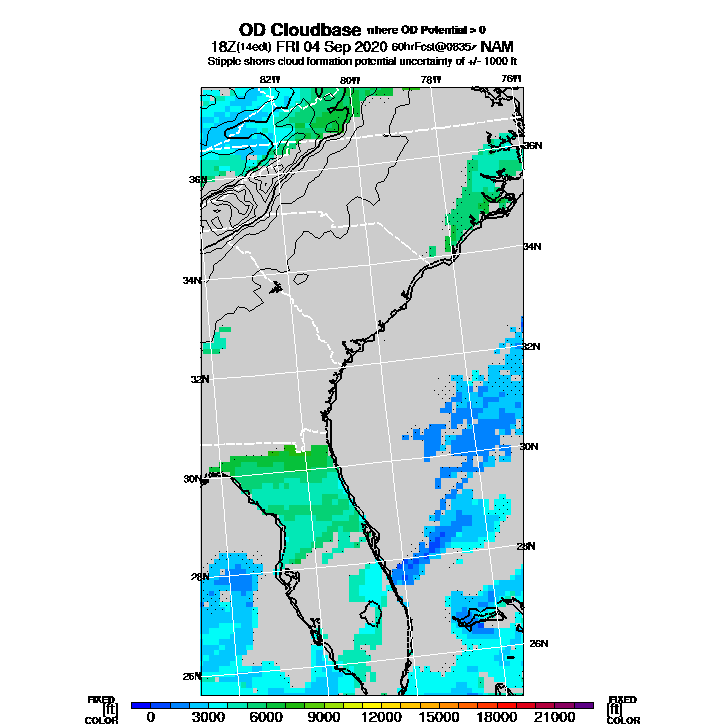 OD Cloudbase where OD Potential > 0
18Z(14edt) FRI 04 Sep 2020 60hrFcst@0835z NAM
Stipple shows cloud formation potential uncertainty of +/- 1000 ft
82W 80W 78W 76W
36N
36N
34N
34N
32N
32N
30N
30N
28N
28N
26N
26N
FIXED FIXED
[ft] [ft]
COLOR COLOR
0 3000 6000 9000 12000 15000 18000 21000